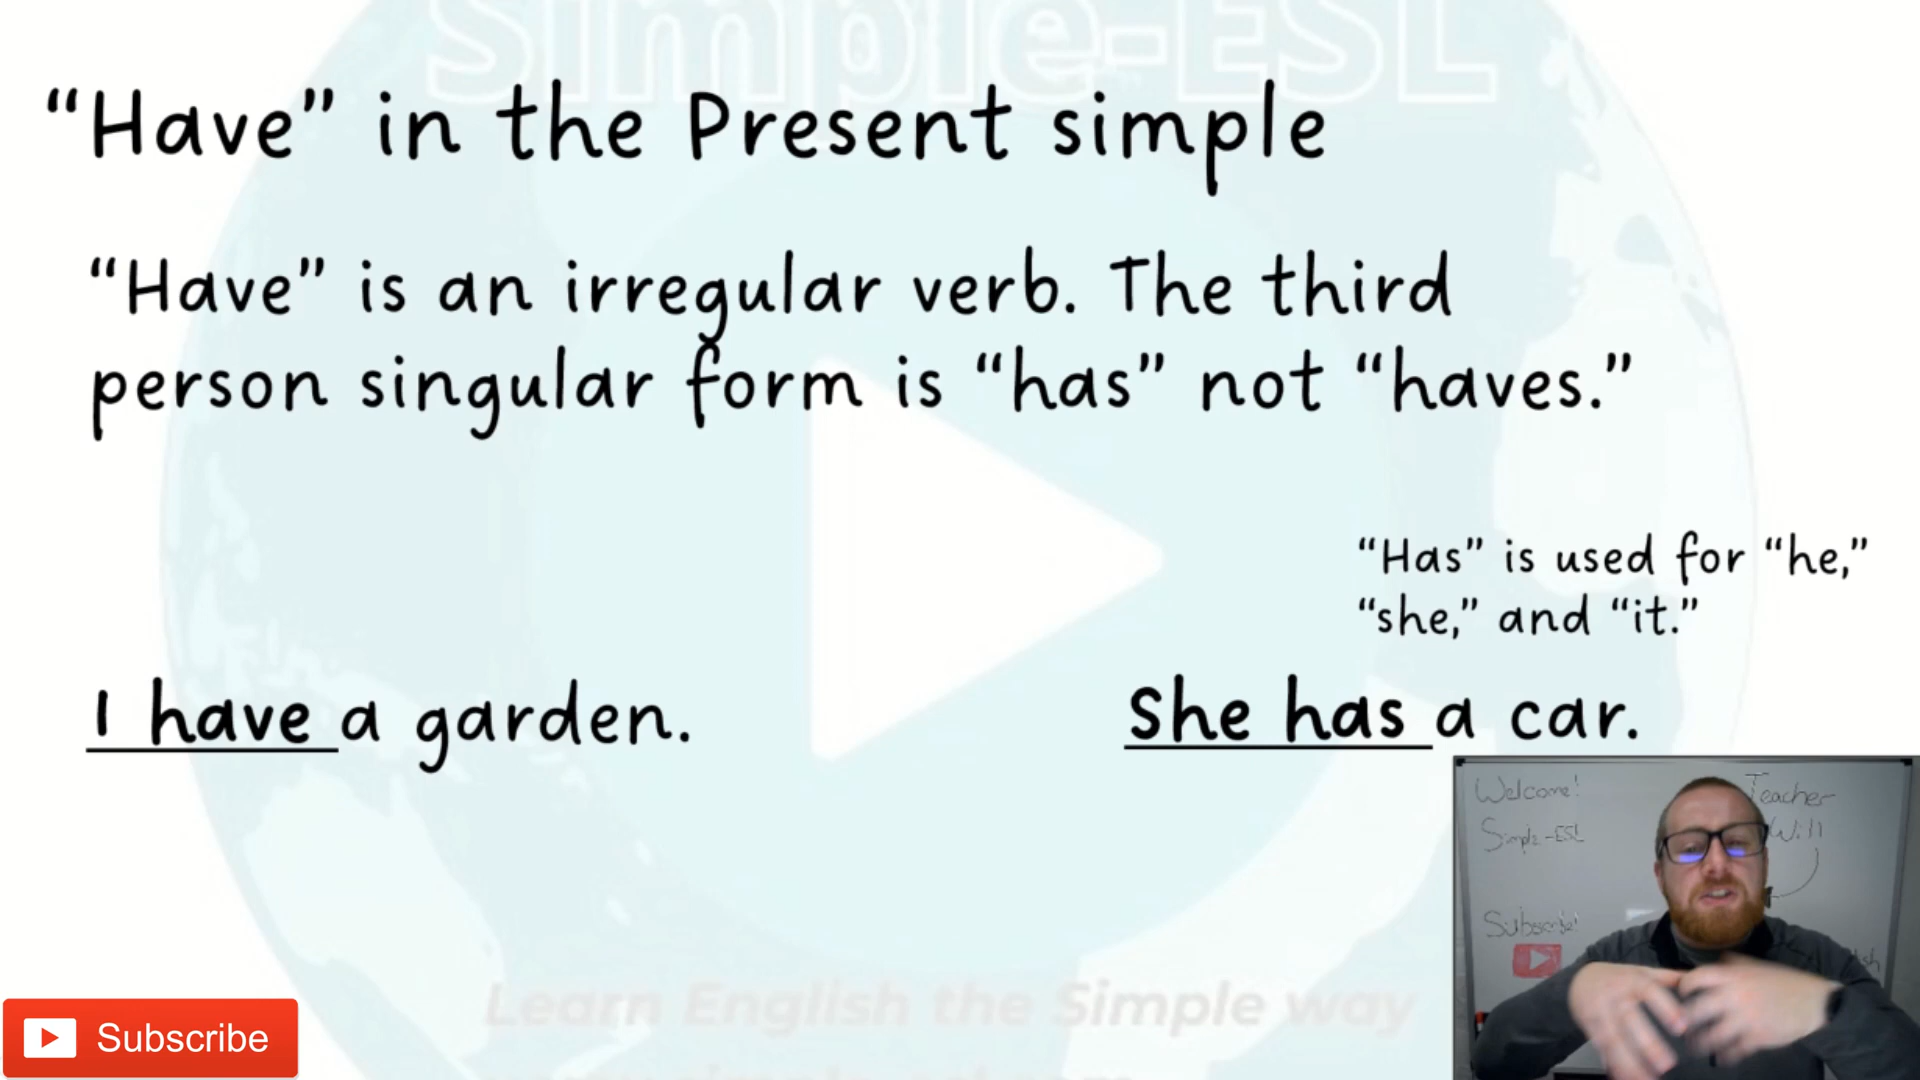 Simple-ESL
“Have” in the Present simple
“Have” is an irregular verb. The third
person singular form is “has” not “haves.”
“Has” is used for “he,”
“she,” and “it.”
I have a garden.
She has a car.
Welcome!
Teacher
Simple-ESL
Will
Subscribe!
Learn English the Simple way
Subscribe